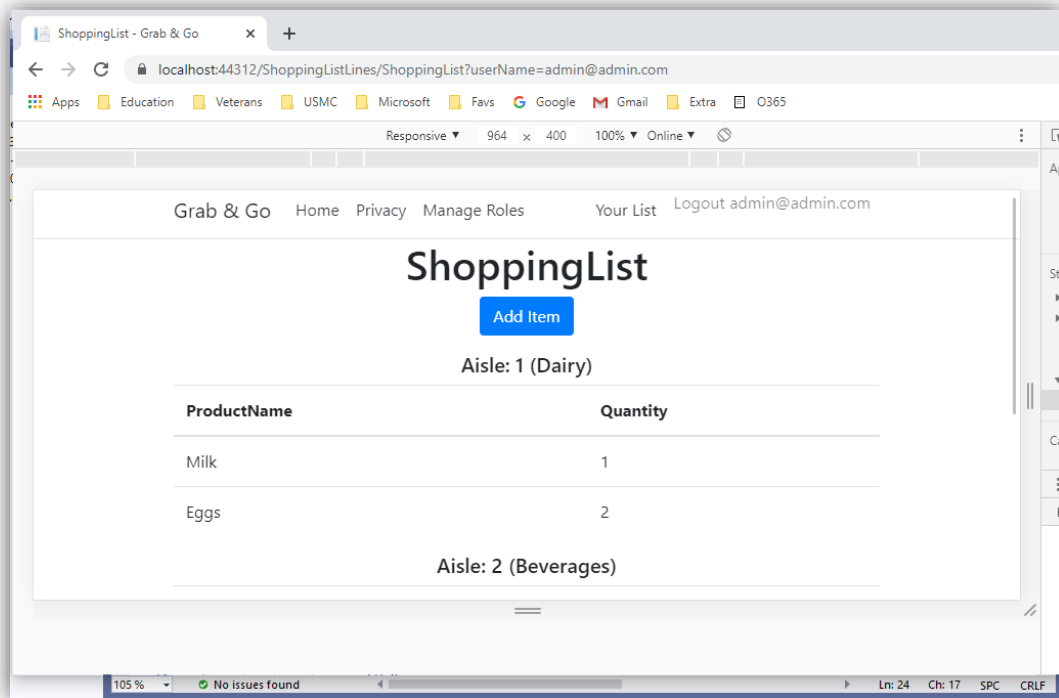 ShoppingList - Grab & Go
localhost:44312/ShoppingListLines/ShoppingList?userName=admin@admin.com
Apps Education Veterans USMC Microsoft Favs Google Gmail Extra O365
Responsive 964 x 400 100% Online
Grab & Go Home Privacy Manage Roles Your List Logout admin@admin.com
ShoppingList
Add Item
Aisle: 1 (Dairy)
ProductName Quantity
Milk 1
Eggs 2
Aisle: 2 (Beverages)
105 % No issues found Ln: 24 Ch: 17 SPC CRLF